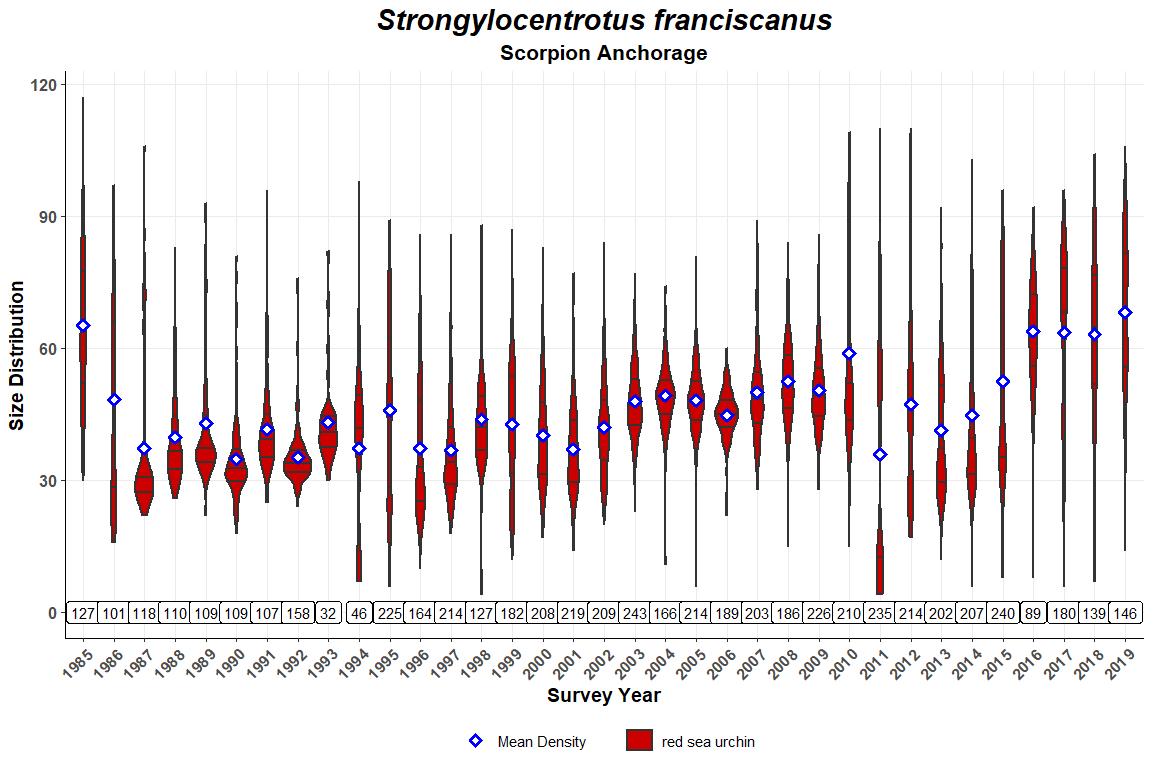 Strongylocentrotus franciscanus
Scorpion Anchorage
Size Distribution
120
90
60
30
0
127 101 118 110 109 109 107 158 32 46 225 164 214 127 182 208 219 209 243 166 214 189 203 186 226 210 235 214 202 207 240 89 180 139 146
1985 1986 1987 1988 1989 1990 1991 1992 1993 1994 1995 1996 1997 1998 1999 2000 2001 2002 2003 2004 2005 2006 2007 2008 2009 2010 2011 2012 2013 2014 2015 2016 2017 2018 2019
Survey Year
Mean Density red sea urchin